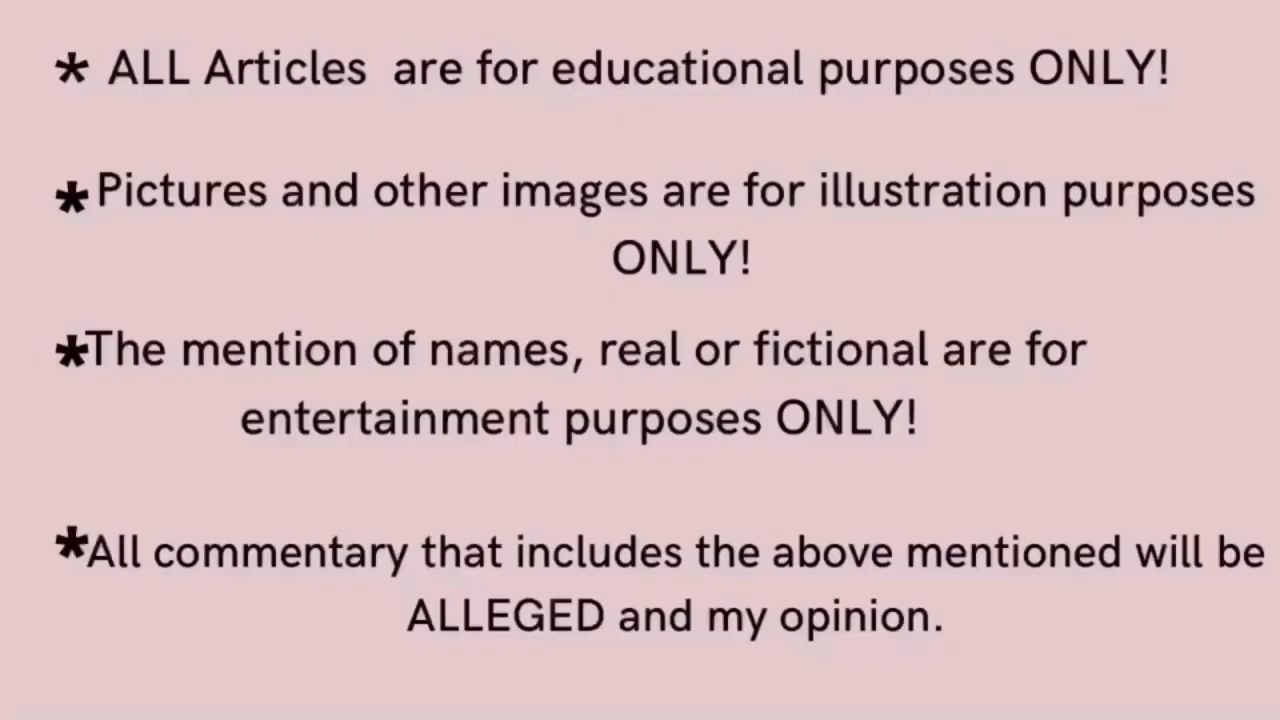 * ALL Articles are for educational purposes ONLY!
* Pictures and other images are for illustration purposes
ONLY!
*The mention of names, real or fictional are for
entertainment purposes ONLY!
*All commentary that includes the above mentioned will be
ALLEGED and my opinion.